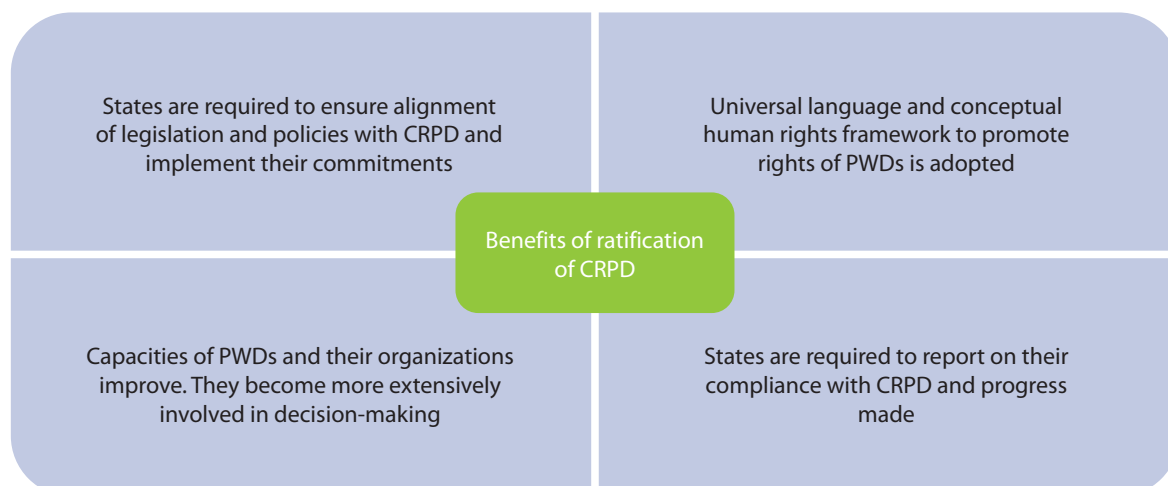 States are required to ensure alignment
of legislation and policies with CRPD and
implement their commitments
Universal language and conceptual
human rights framework to promote
rights of PWDs is adopted
Benefits of ratification
of CRPD
Capacities of PWDs and their organizations
improve. They become more extensively
involved in decision-making
States are required to report on their
compliance with CRPD and progress
made